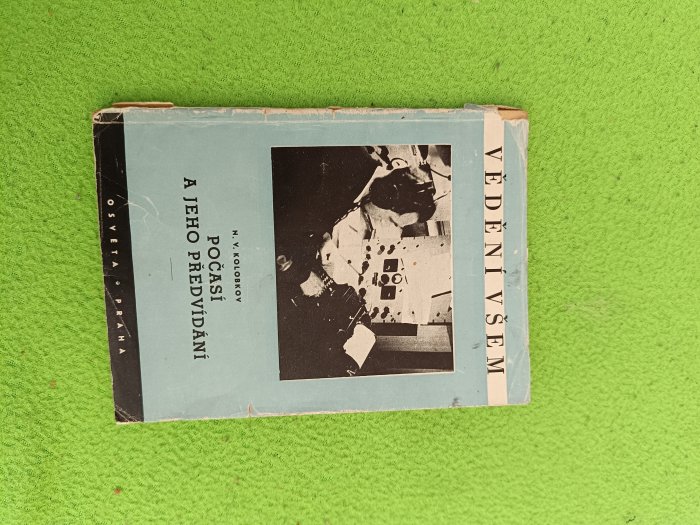 VĚDĚNÍ VŠEM
N. V. KOLOBKOV
POČASÍ
A JEHO PŘEDVÍDÁNÍ
OSVĚTA • PRAHA